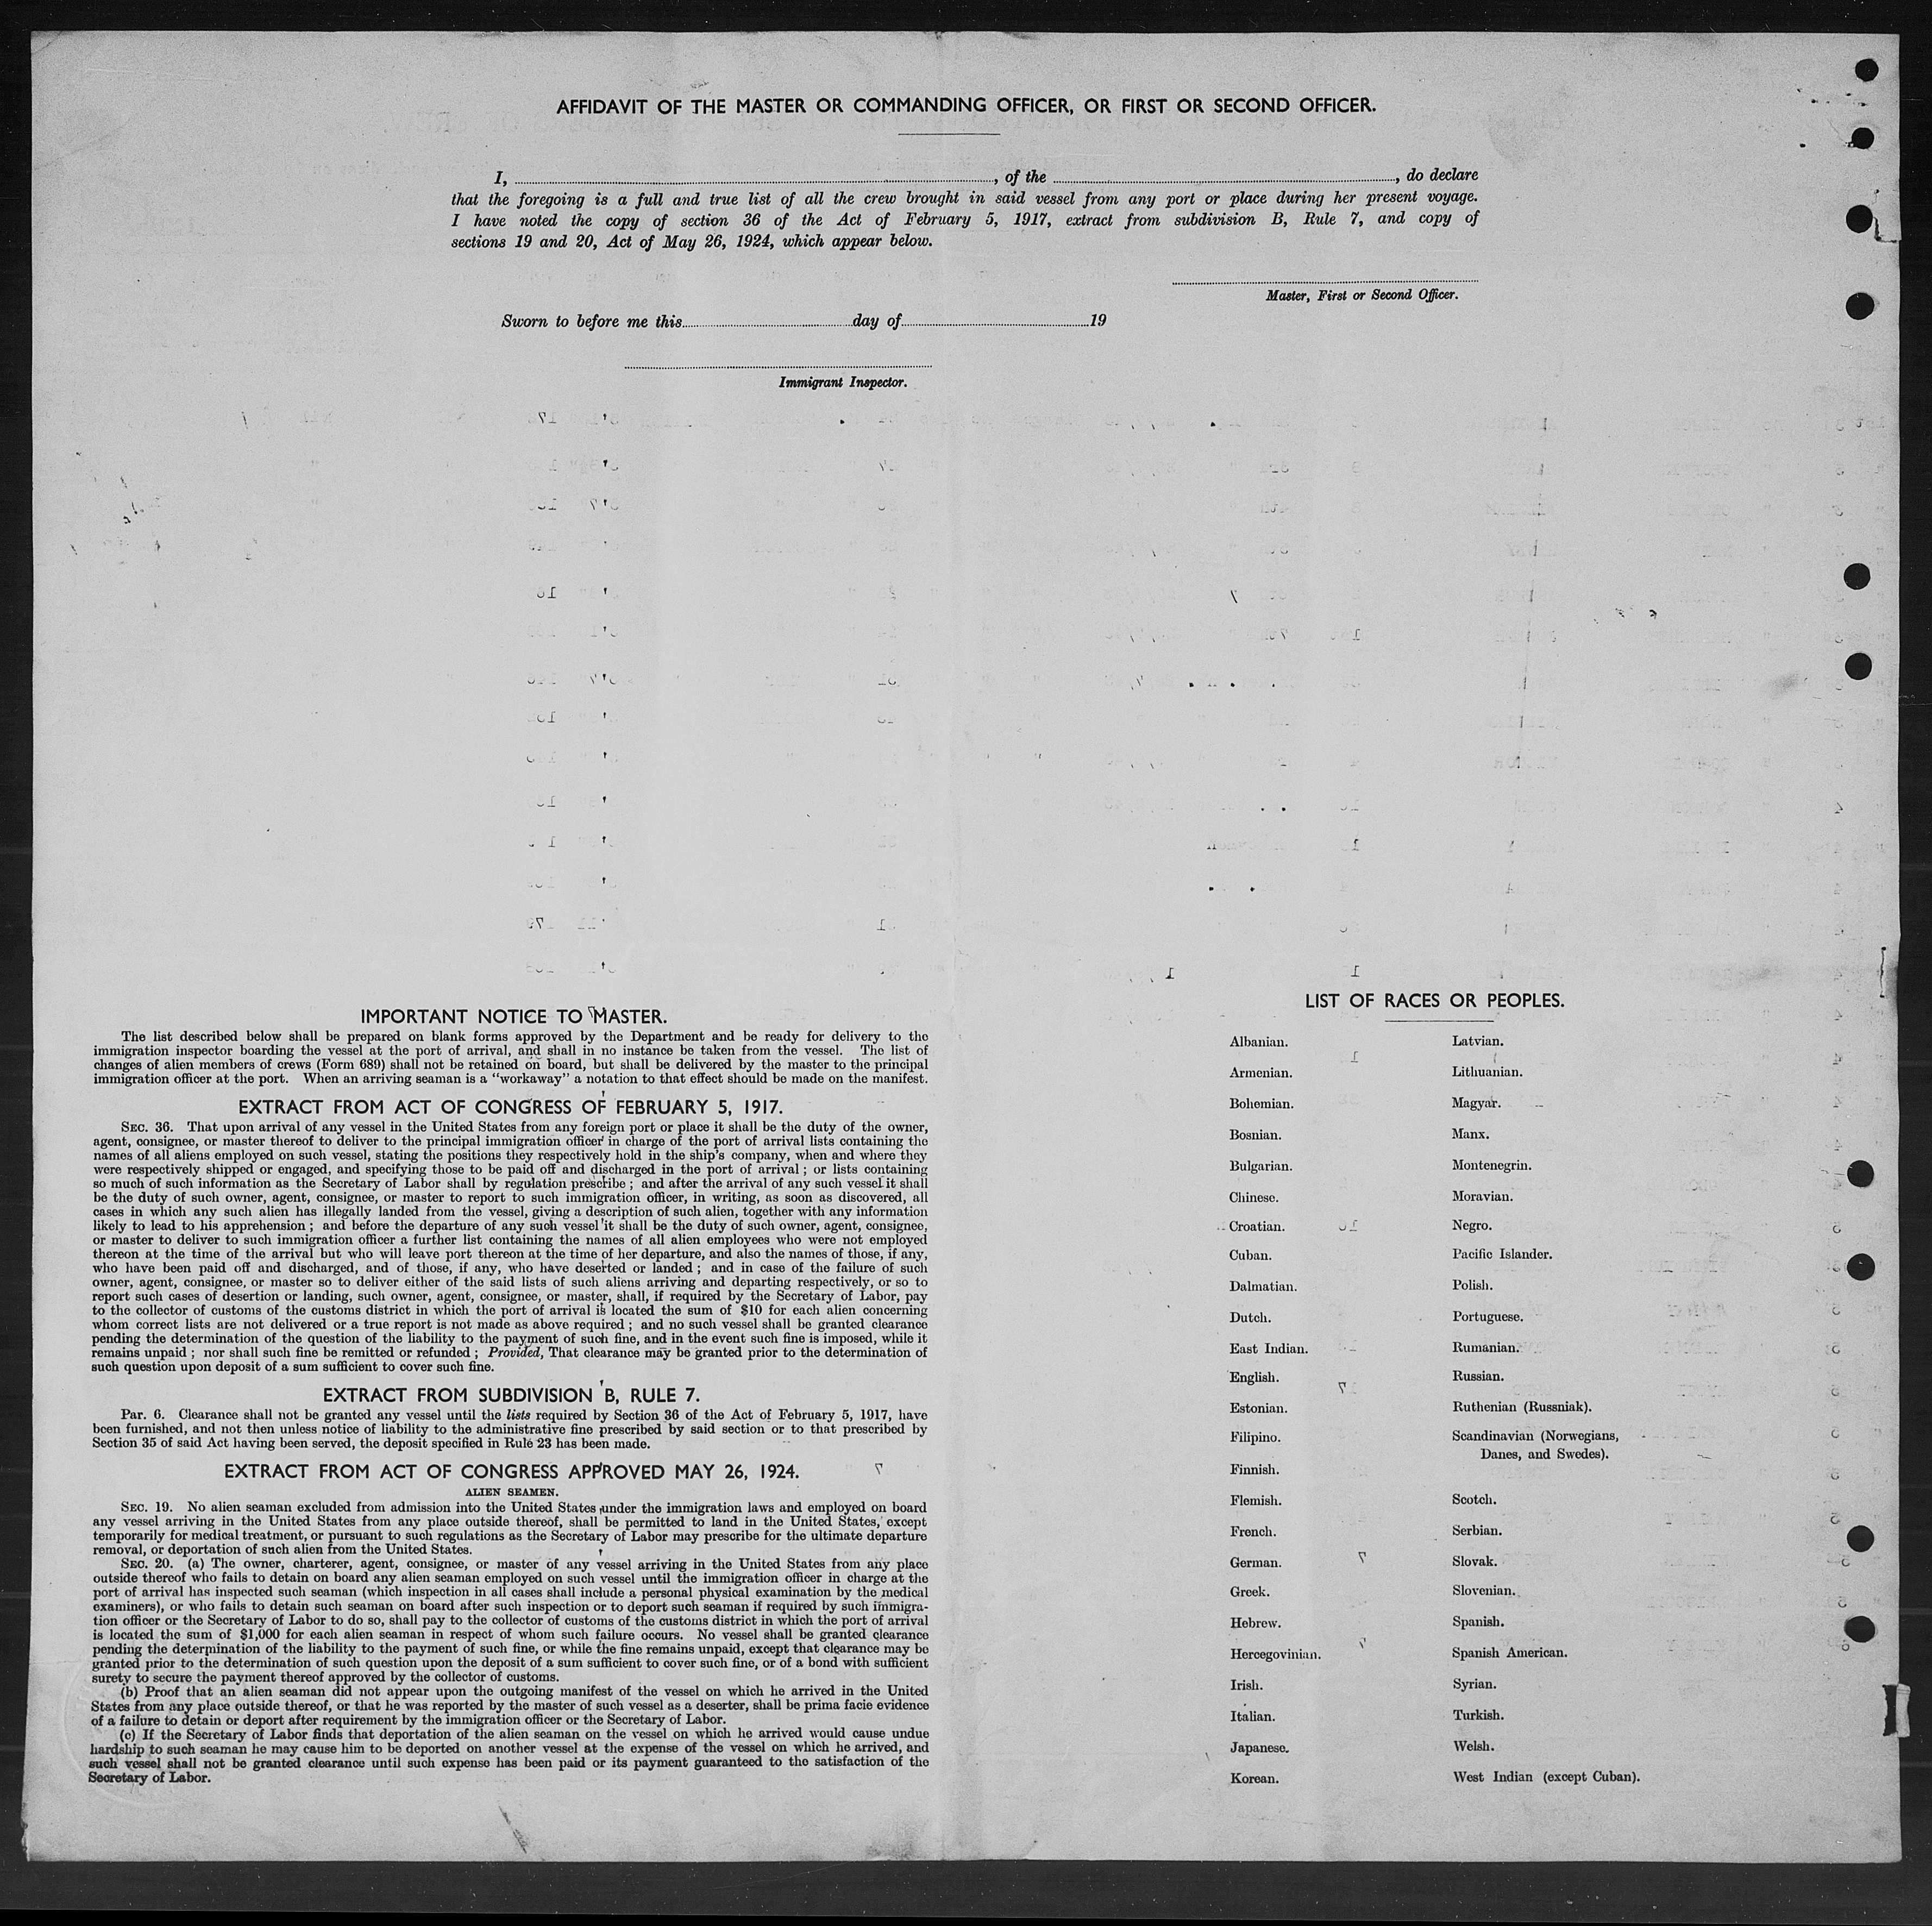 AFFIDAVIT OF THE MASTER OR COMMANDING OFFICER, OR FIRST OR SECOND OFFICER.
I, , of the , do declare
that the foregoing is a full and true list of all the crew brought in said vessel from any port or place during her present voyage.
I have noted the copy of section 36 of the Act of February 5, 1917, extract from subdivision B, Rule 7, and copy of
sections 19 and 20, Act of May 26, 1924, which appear below.
Master, First or Second Officer.
Sworn to before me this day of 19
Immigrant Inspector.
IMPORTANT NOTICE TO MASTER.
The list described below shall be prepared on blank forms approved by the Department and be ready for delivery to the
immigration inspector boarding the vessel at the port of arrival, and shall in no instance be taken from the vessel. The list of
changes of alien members of crews (Form 689) shall not be retained on board, but shall be delivered by the master to the principal
immigration officer at the port. When an arriving seaman is a "workaway" a notation to that effect should be made on the manifest.
EXTRACT FROM ACT OF CONGRESS OF FEBRUARY 5, 1917.
SEC. 36. That upon arrival of any vessel in the United States from any foreign port or place it shall be the duty of the owner,
agent, consignee, or master thereof to deliver to the principal immigration officer in charge of the port of arrival lists containing the
names of all aliens employed on such vessel, stating the positions they respectively hold in the ship's company, when and where they
were respectively shipped or engaged, and specifying those to be paid off and discharged in the port of arrival; or lists containing
so much of such information as the Secretary of Labor shall by regulation prescribe; and after the arrival of any such vessel it shall
be the duty of such owner, agent, consignee, or master to report to such immigration officer, in writing, as soon as discovered, all
cases in which any such alien has illegally landed from the vessel, giving a description of such alien, together with any information
likely to lead to his apprehension; and before the departure of any such vessel it shall be the duty of such owner, agent, consignee,
or master to deliver to such immigration officer a further list containing the names of all alien employees who were not employed
thereon at the time of the arrival but who will leave port thereon at the time of her departure, and also the names of those, if any,
who have been paid off and discharged, and of those, if any, who have deserted or landed; and in case of the failure of such
owner, agent, consignee, or master so to deliver either of the said lists of such aliens arriving and departing respectively, or so to
report such cases of desertion or landing, such owner, agent, consignee, or master, shall, if required by the Secretary of Labor, pay
to the collector of customs of the customs district in which the port of arrival is located the sum of $10 for each alien concerning
whom correct lists are not delivered or a true report is not made as above required; and no such vessel shall be granted clearance
pending the determination of the question of the liability to the payment of such fine, and in the event such fine is imposed, while it
remains unpaid; nor shall such fine be remitted or refunded; Provided, That clearance may be granted prior to the determination of
such question upon deposit of a sum sufficient to cover such fine.
EXTRACT FROM SUBDIVISION B, RULE 7.
Par. 6. Clearance shall not be granted any vessel until the lists required by Section 36 of the Act of February 5, 1917, have
been furnished, and not then unless notice of liability to the administrative fine prescribed by said section or to that prescribed by
Section 35 of said Act having been served, the deposit specified in Rule 23 has been made.
EXTRACT FROM ACT OF CONGRESS APPROVED MAY 26, 1924.
ALIEN SEAMEN.
SEC. 19. No alien seaman excluded from admission into the United States under the immigration laws and employed on board
any vessel arriving in the United States from any place outside thereof, shall be permitted to land in the United States, except
temporarily for medical treatment, or pursuant to such regulations as the Secretary of Labor may prescribe for the ultimate departure
removal, or deportation of such alien from the United States.
SEC. 20. (a) The owner, charterer, agent, consignee, or master of any vessel arriving in the United States from any place
outside thereof who fails to detain on board any alien seaman employed on such vessel until the immigration officer in charge at the
port of arrival has inspected such seaman (which inspection in all cases shall include a personal physical examination by the medical
examiners), or who fails to detain such seaman on board after such inspection or to deport such seaman if required by such immigra-
tion officer or the Secretary of Labor to do so, shall pay to the collector of customs of the customs district in which the port of arrival
is located the sum of $1,000 for each alien seaman in respect of whom such failure occurs. No vessel shall be granted clearance
pending the determination of the liability to the payment of such fine, or while the fine remains unpaid, except that clearance may be
granted prior to the determination of such question upon the deposit of a sum sufficient to cover such fine, or of a bond with sufficient
surety to secure the payment thereof approved by the collector of customs.
(b) Proof that an alien seaman did not appear upon the outgoing manifest of the vessel on which he arrived in the United
States from any place outside thereof, or that he was reported by the master of such vessel as a deserter, shall be prima facie evidence
of a failure to detain or deport after requirement by the immigration officer or the Secretary of Labor.
(c) If the Secretary of Labor finds that deportation of the alien seaman on the vessel on which he arrived would cause undue
hardship to such seaman he may cause him to be deported on another vessel at the expense of the vessel on which he arrived, and
such vessel shall not be granted clearance until such expense has been paid or its payment guaranteed to the satisfaction of the
Secretary of Labor.
LIST OF RACES OR PEOPLES.
Albanian.
Armenian.
Bohemian.
Bosnian.
Bulgarian.
Chinese.
Croatian.
Cuban.
Dalmatian.
Dutch.
East Indian.
English.
Estonian.
Filipino.
Finnish.
Flemish.
French.
German.
Greek.
Hebrew.
Hercegovinian.
Irish.
Italian.
Japanese.
Korean.
Latvian.
Lithuanian.
Magyar.
Manx.
Montenegrin.
Moravian.
Negro.
Pacific Islander.
Polish.
Portuguese.
Rumanian.
Russian.
Ruthenian (Russniak).
Scandinavian (Norwegians,
Danes, and Swedes).
Scotch.
Serbian.
Slovak.
Slovenian.
Spanish.
Spanish American.
Syrian.
Turkish.
Welsh.
West Indian (except Cuban).